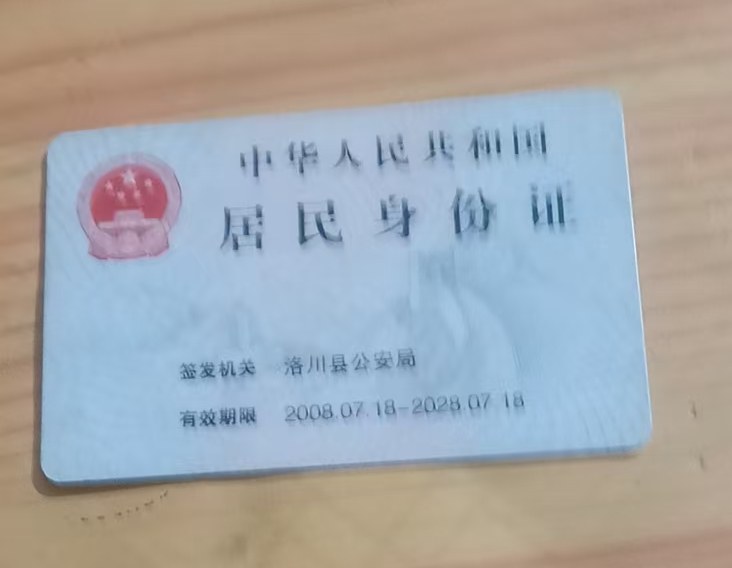 中华人民共和国
居民身份证
签发机关 洛川县公安局
有效期限 2008.07.18-2028.07.18